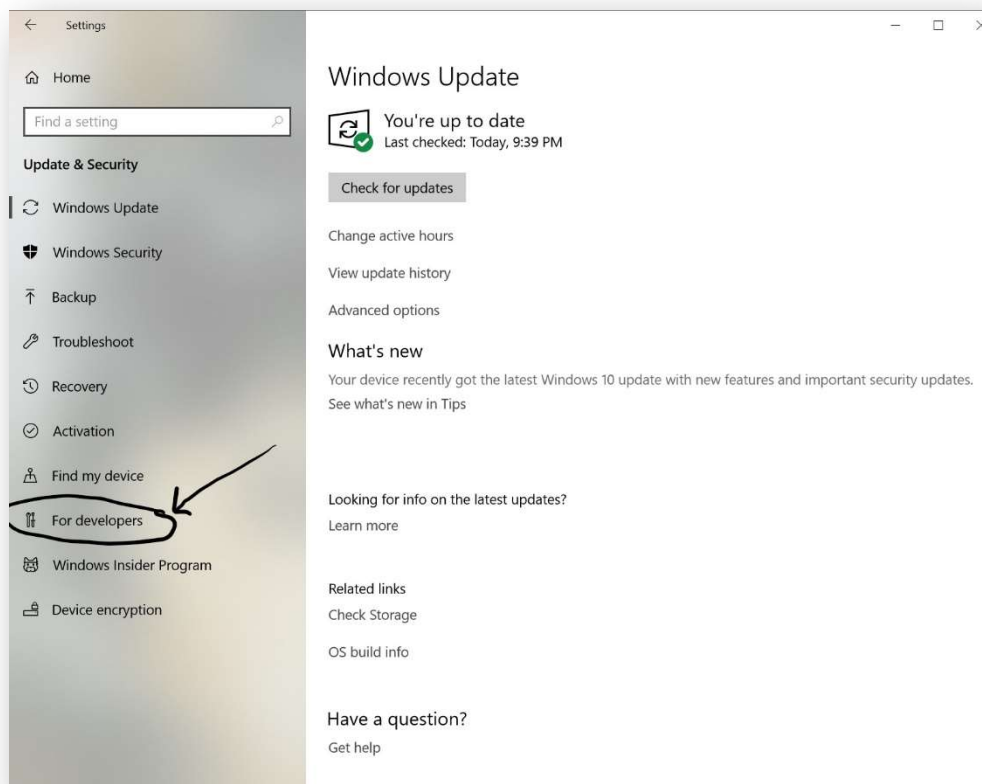 Settings
Home
Find a setting
Update & Security
Windows Update
Windows Security
Backup
Troubleshoot
Recovery
Activation
Find my device
For developers
Windows Insider Program
Device encryption
Windows Update
You're up to date
Last checked: Today, 9:39 PM
Check for updates
Change active hours
View update history
Advanced options
What's new
Your device recently got the latest Windows 10 update with new features and important security updates.
See what's new in Tips
Looking for info on the latest updates?
Learn more
Related links
Check Storage
OS build info
Have a question?
Get help